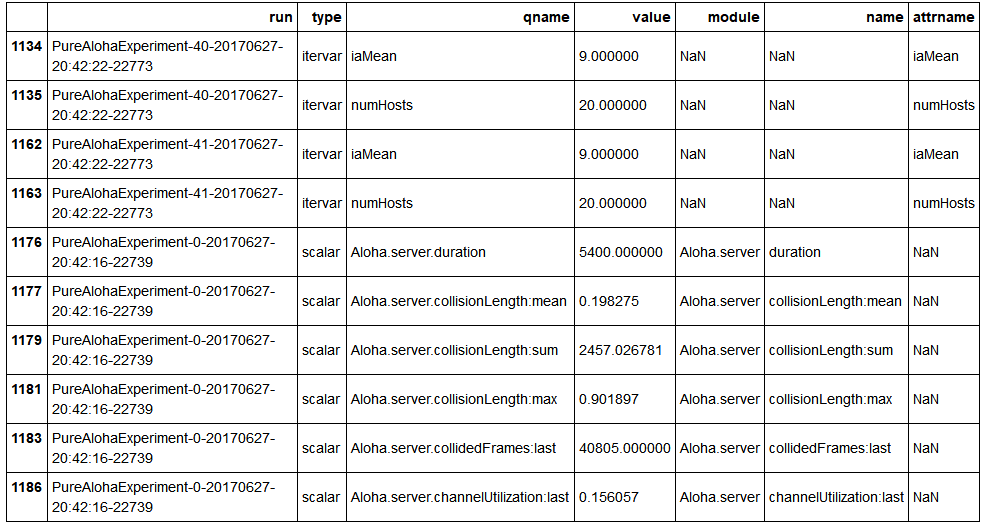 run type qname value module name attrname
1134 PureAlohaExperiment-40-20170627-
20:42:22-22773 itervar iaMean 9.000000 NaN NaN iaMean
1135 PureAlohaExperiment-40-20170627-
20:42:22-22773 itervar numHosts 20.000000 NaN NaN numHosts
1162 PureAlohaExperiment-41-20170627-
20:42:22-22773 itervar iaMean 9.000000 NaN NaN iaMean
1163 PureAlohaExperiment-41-20170627-
20:42:22-22773 itervar numHosts 20.000000 NaN NaN numHosts
1176 PureAlohaExperiment-0-20170627-
20:42:16-22739 scalar Aloha.server.duration 5400.000000 Aloha.server duration NaN
1177 PureAlohaExperiment-0-20170627-
20:42:16-22739 scalar Aloha.server.collisionLength:mean 0.198275 Aloha.server collisionLength:mean NaN
1179 PureAlohaExperiment-0-20170627-
20:42:16-22739 scalar Aloha.server.collisionLength:sum 2457.026781 Aloha.server collisionLength:sum NaN
1181 PureAlohaExperiment-0-20170627-
20:42:16-22739 scalar Aloha.server.collisionLength:max 0.901897 Aloha.server collisionLength:max NaN
1183 PureAlohaExperiment-0-20170627-
20:42:16-22739 scalar Aloha.server.collidedFrames:last 40805.000000 Aloha.server collidedFrames:last NaN
1186 PureAlohaExperiment-0-20170627-
20:42:16-22739 scalar Aloha.server.channelUtilization:last 0.156057 Aloha.server channelUtilization:last NaN